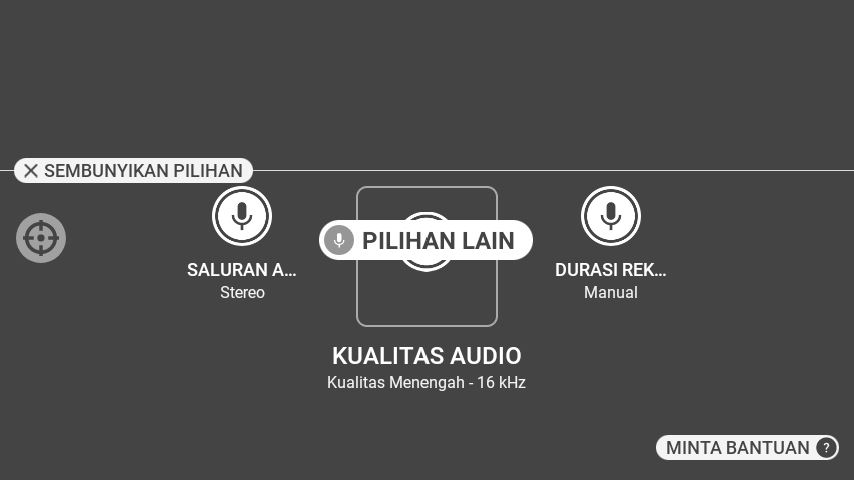 SEMBUNYIKAN PILIHAN
PILIHAN LAIN
SALURAN A...
Stereo
DURASI REK...
Manual
KUALITAS AUDIO
Kualitas Menengah - 16 kHz
MINTA BANTUAN ?